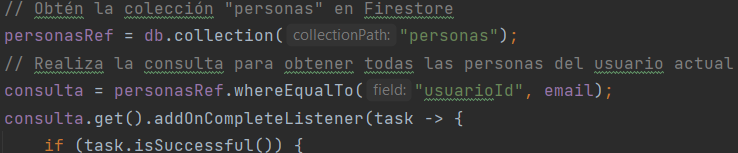 // Obtén la colección "personas" en Firestore
personasRef = db.collection( collectionPath: "personas");
// Realiza la consulta para obtener todas las personas del usuario actual
consulta = personasRef.whereEqualTo( field: "usuarioId", email);
consulta.get().addOnCompleteListener(task -> {
if (task.isSuccessful()) {